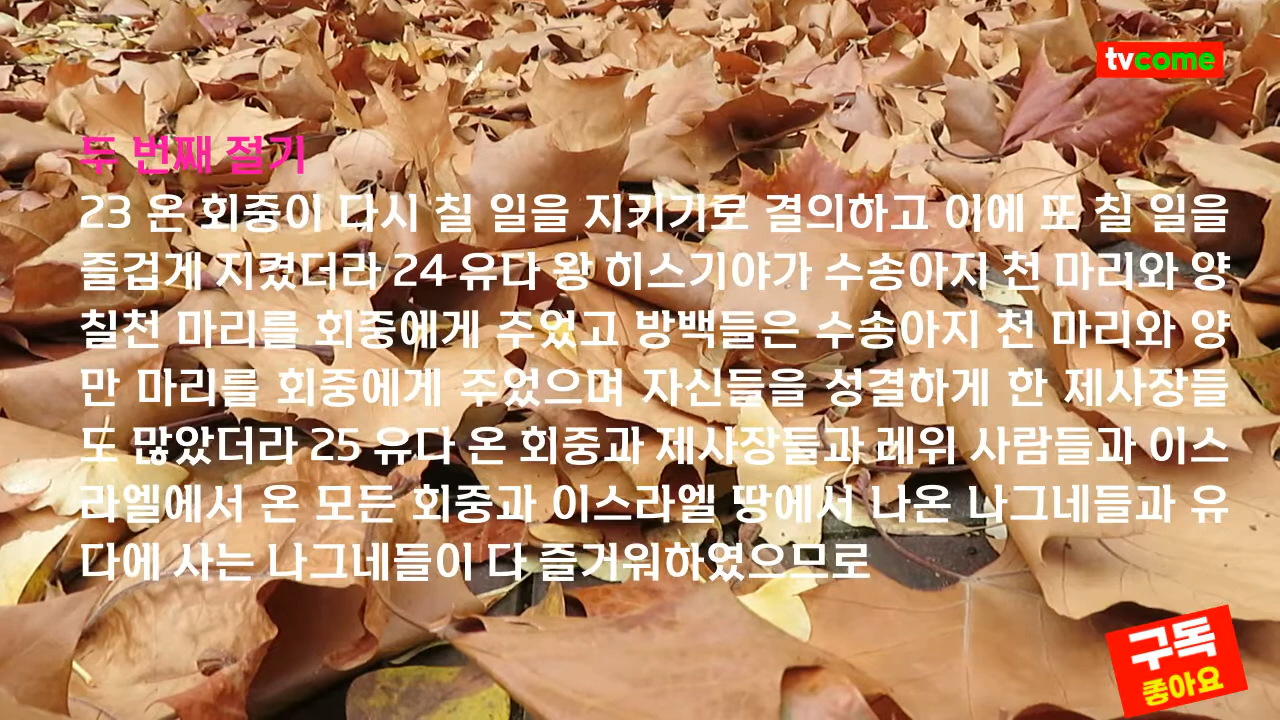 tvcome
두 번째 절기
23 온 회중이 다시 칠 일을 지키기로 결의하고 이에 또 칠 일을
즐겁게 지켰더라 24 유다 왕 히스기야가 수송아지 천 마리와 양
칠천 마리를 회중에게 주었고 방백들은 수송아지 천 마리와 양
만 마리를 회중에게 주었으며 자신들을 성결하게 한 제사장들
도 많았더라 25 유다 온 회중과 제사장들과 레위 사람들과 이스
라엘에서 온 모든 회중과 이스라엘 땅에서 나온 나그네들과 유
다에 사는 나그네들이 다 즐거워하였으므로
구독
좋아요